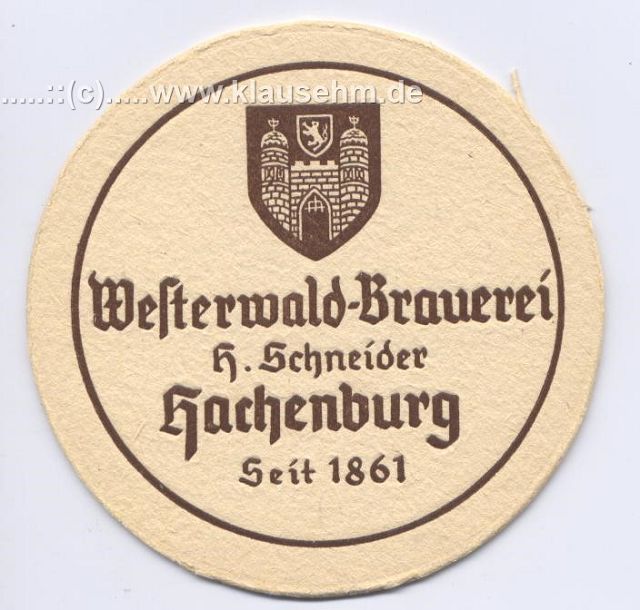 .....::(c).....www.klausehm.de
Weſterwald-Brauerei
H. Schneider
Hachenburg
Seit 1861